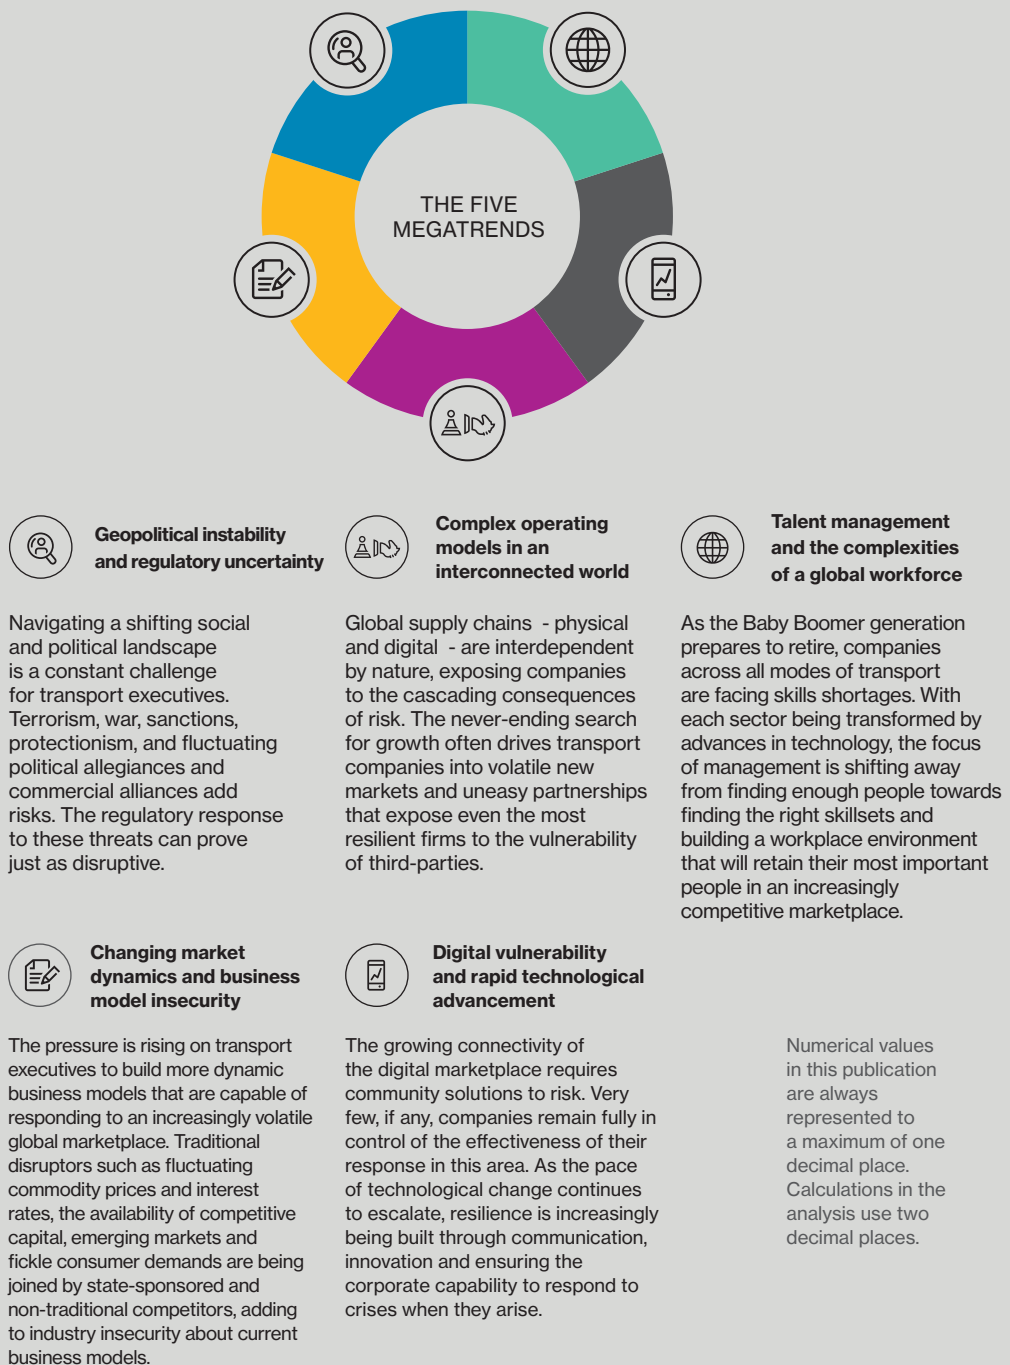 THE FIVE
MEGATRENDS
Geopolitical instability
and regulatory uncertainty
Navigating a shifting social
and political landscape
is a constant challenge
for transport executives.
Terrorism, war, sanctions,
protectionism, and fluctuating
political allegiances and
commercial alliances add
risks. The regulatory response
to these threats can prove
just as disruptive.
Complex operating
models in an
interconnected world
Global supply chains - physical
and digital - are interdependent
by nature, exposing companies
to the cascading consequences
of risk. The never-ending search
for growth often drives transport
companies into volatile new
markets and uneasy partnerships
that expose even the most
resilient firms to the vulnerability
of third-parties.
Talent management
and the complexities
of a global workforce
As the Baby Boomer generation
prepares to retire, companies
across all modes of transport
are facing skills shortages. With
each sector being transformed by
advances in technology, the focus
of management is shifting away
from finding enough people towards
finding the right skillsets and
building a workplace environment
that will retain their most important
people in an increasingly
competitive marketplace.
Changing market
dynamics and business
model insecurity
The pressure is rising on transport
executives to build more dynamic
business models that are capable of
responding to an increasingly volatile
global marketplace. Traditional
disruptors such as fluctuating
commodity prices and interest
rates, the availability of competitive
capital, emerging markets and
fickle consumer demands are being
joined by state-sponsored and
non-traditional competitors, adding
to industry insecurity about current
business models.
Digital vulnerability
and rapid technological
advancement
The growing connectivity of
the digital marketplace requires
community solutions to risk. Very
few, if any, companies remain fully in
control of the effectiveness of their
response in this area. As the pace
of technological change continues
to escalate, resilience is increasingly
being built through communication,
innovation and ensuring the
corporate capability to respond to
crises when they arise.
Numerical values
in this publication
are always
represented to
a maximum of one
decimal place.
Calculations in the
analysis use two
decimal places.